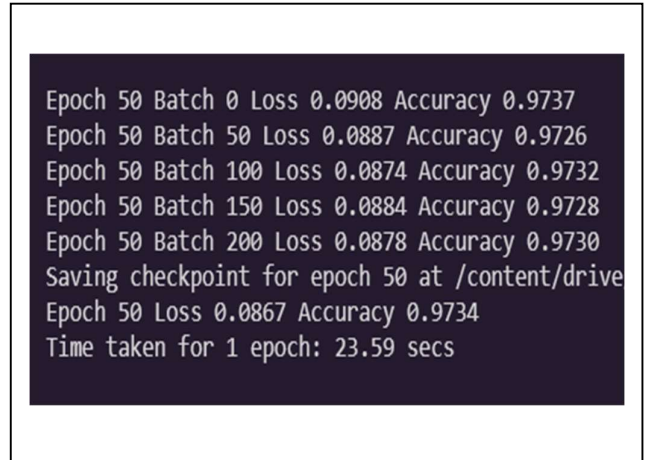 Epoch 50 Batch 0 Loss 0.0908 Accuracy 0.9737
Epoch 50 Batch 50 Loss 0.0887 Accuracy 0.9726
Epoch 50 Batch 100 Loss 0.0874 Accuracy 0.9732
Epoch 50 Batch 150 Loss 0.0884 Accuracy 0.9728
Epoch 50 Batch 200 Loss 0.0878 Accuracy 0.9730
Saving checkpoint for epoch 50 at /content/drive
Epoch 50 Loss 0.0867 Accuracy 0.9734
Time taken for 1 epoch: 23.59 secs